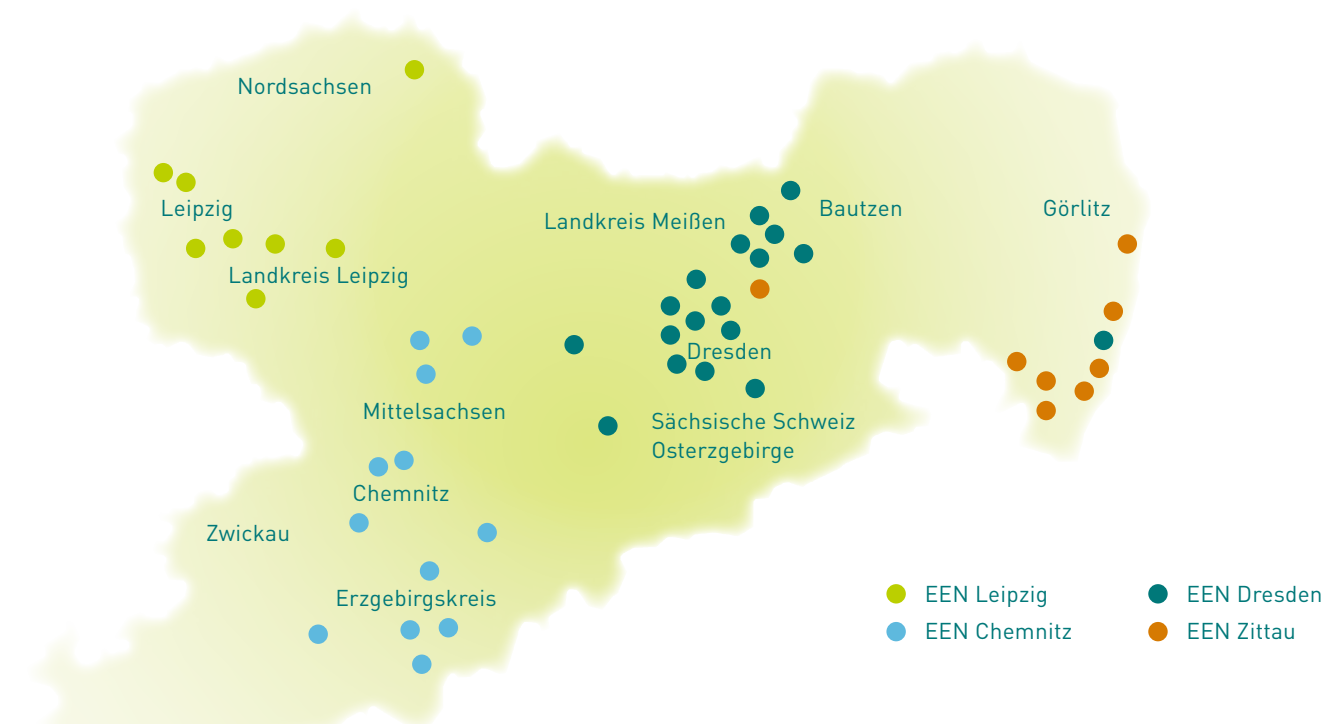 Nordsachsen
Leipzig
Landkreis Meißen
Bautzen
Görlitz
Landkreis Leipzig
Dresden
Mittelsachsen
Sächsische Schweiz
Osterzgebirge
Chemnitz
Zwickau
Erzgebirgskreis
EEN Leipzig
EEN Dresden
EEN Chemnitz
EEN Zittau